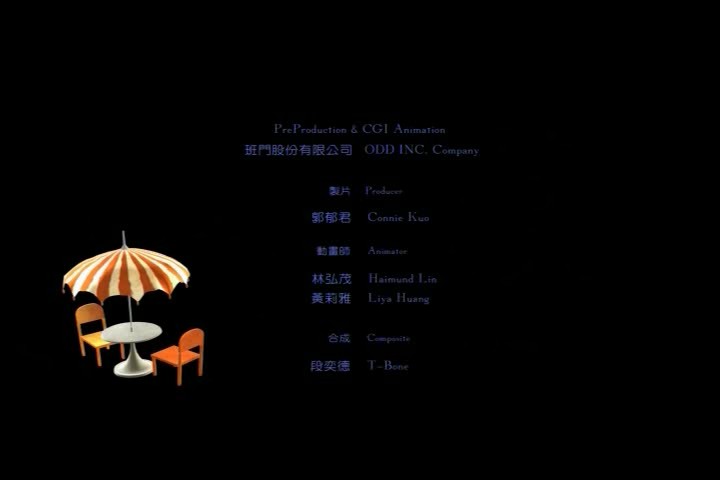 PreProduction & CGI Animation
班門股份有限公司 ODD INC. Company
製片 Producer
郭郁君 Connie Kuo
動畫師 Animator
林弘茂 Haimund Lin
黃莉雅 Liya Huang
合成 Composite
段奕德 T-Bone